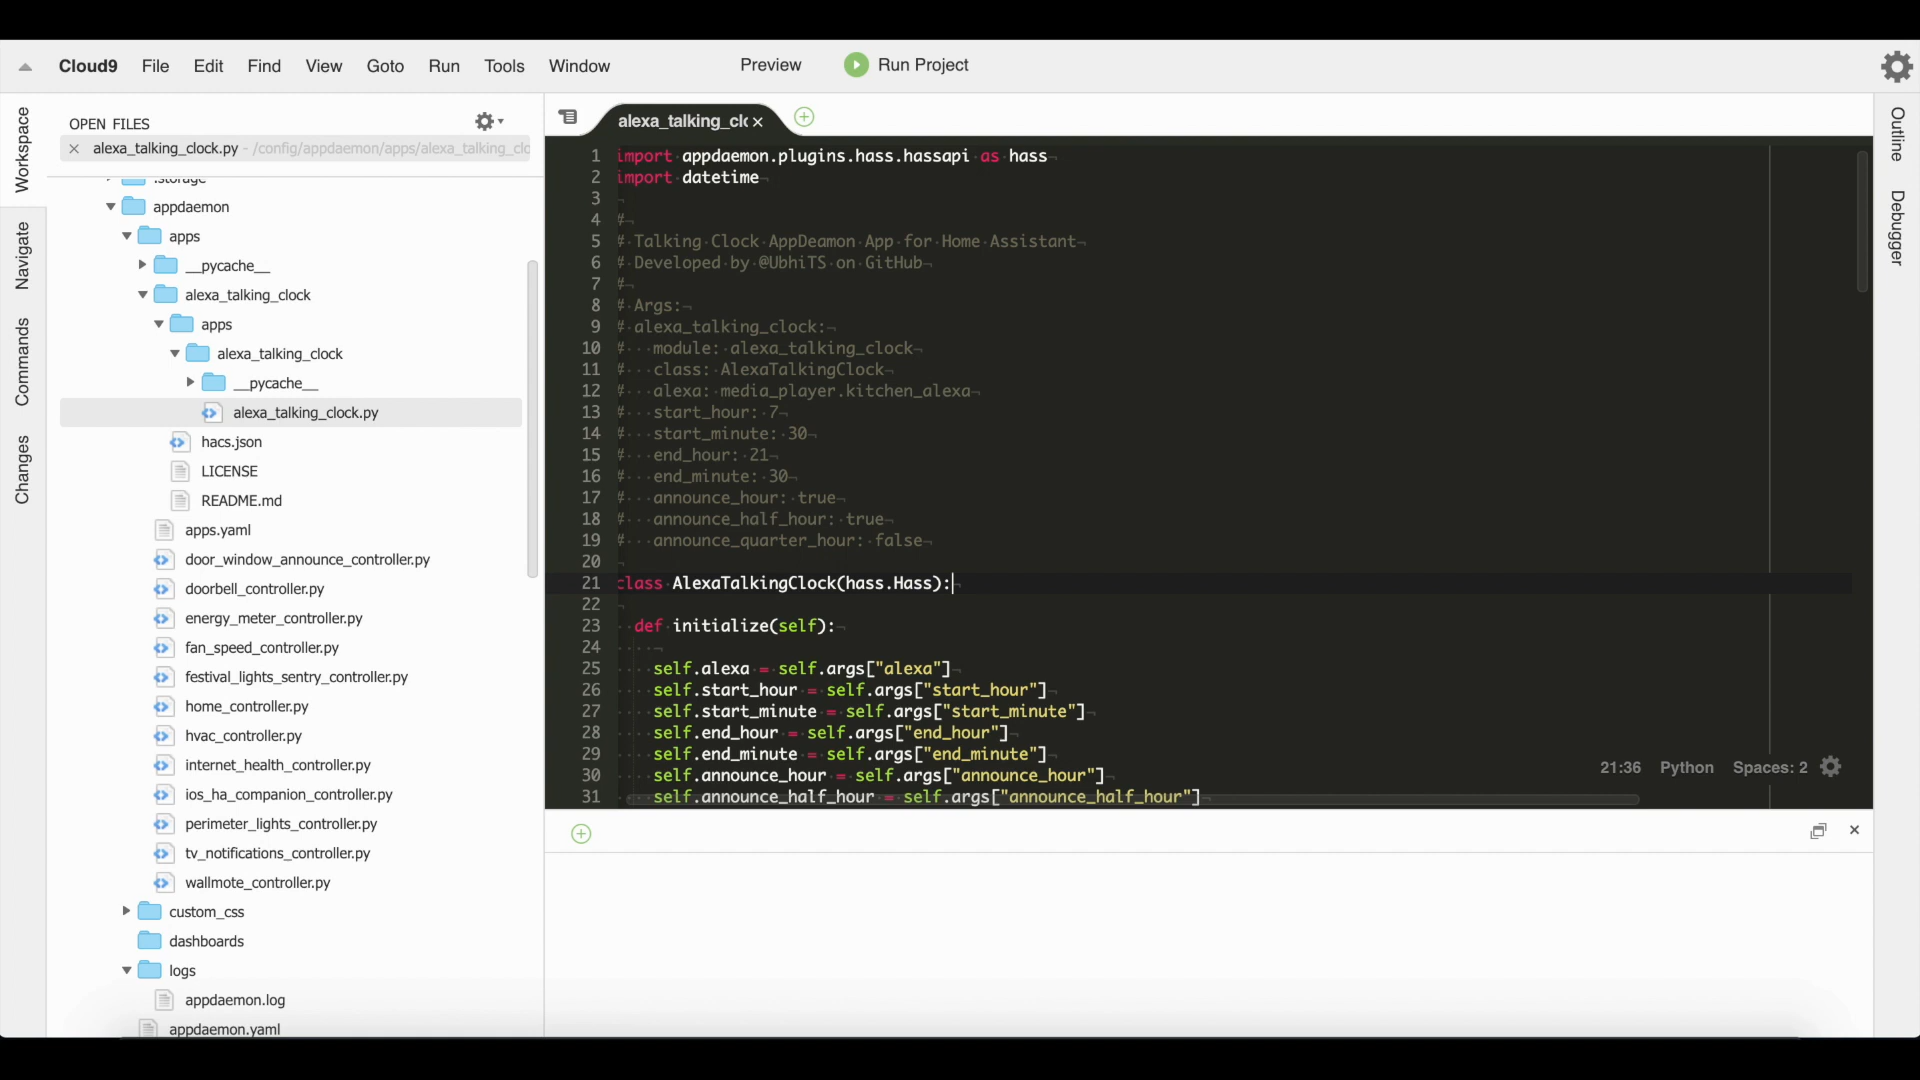 Cloud9 File Edit Find View Goto Run Tools Window Preview Run Project
Workspace
Navigate
Commands
Changes
OPEN FILES
alexa_talking_clock.py - /config/appdaemon/apps/alexa_talking_clo
.storage
appdaemon
apps
__pycache__
alexa_talking_clock
apps
alexa_talking_clock
__pycache__
alexa_talking_clock.py
hacs.json
LICENSE
README.md
apps.yaml
door_window_announce_controller.py
doorbell_controller.py
energy_meter_controller.py
fan_speed_controller.py
festival_lights_sentry_controller.py
home_controller.py
hvac_controller.py
internet_health_controller.py
ios_ha_companion_controller.py
perimeter_lights_controller.py
tv_notifications_controller.py
wallmote_controller.py
custom_css
dashboards
logs
appdaemon.log
appdaemon.yaml
alexa_talking_clo
1 import appdaemon.plugins.hass.hassapi as hass
2 import datetime
3
4 #
5 # Talking Clock AppDeamon App for Home Assistant
6 # Developed by @UbhiTS on GitHub
7 #
8 # Args:
9 # alexa_talking_clock:
10 #   module: alexa_talking_clock
11 #   class: AlexaTalkingClock
12 #   alexa: media_player.kitchen_alexa
13 #   start_hour: 7
14 #   start_minute: 30
15 #   end_hour: 21
16 #   end_minute: 30
17 #   announce_hour: true
18 #   announce_half_hour: true
19 #   announce_quarter_hour: false
20
21 class AlexaTalkingClock(hass.Hass):
22
23   def initialize(self):
24
25     self.alexa = self.args["alexa"]
26     self.start_hour = self.args["start_hour"]
27     self.start_minute = self.args["start_minute"]
28     self.end_hour = self.args["end_hour"]
29     self.end_minute = self.args["end_minute"]
30     self.announce_hour = self.args["announce_hour"]
31     self.announce_half_hour = self.args["announce_half_hour"]
21:36 Python Spaces: 2
Outline
Debugger